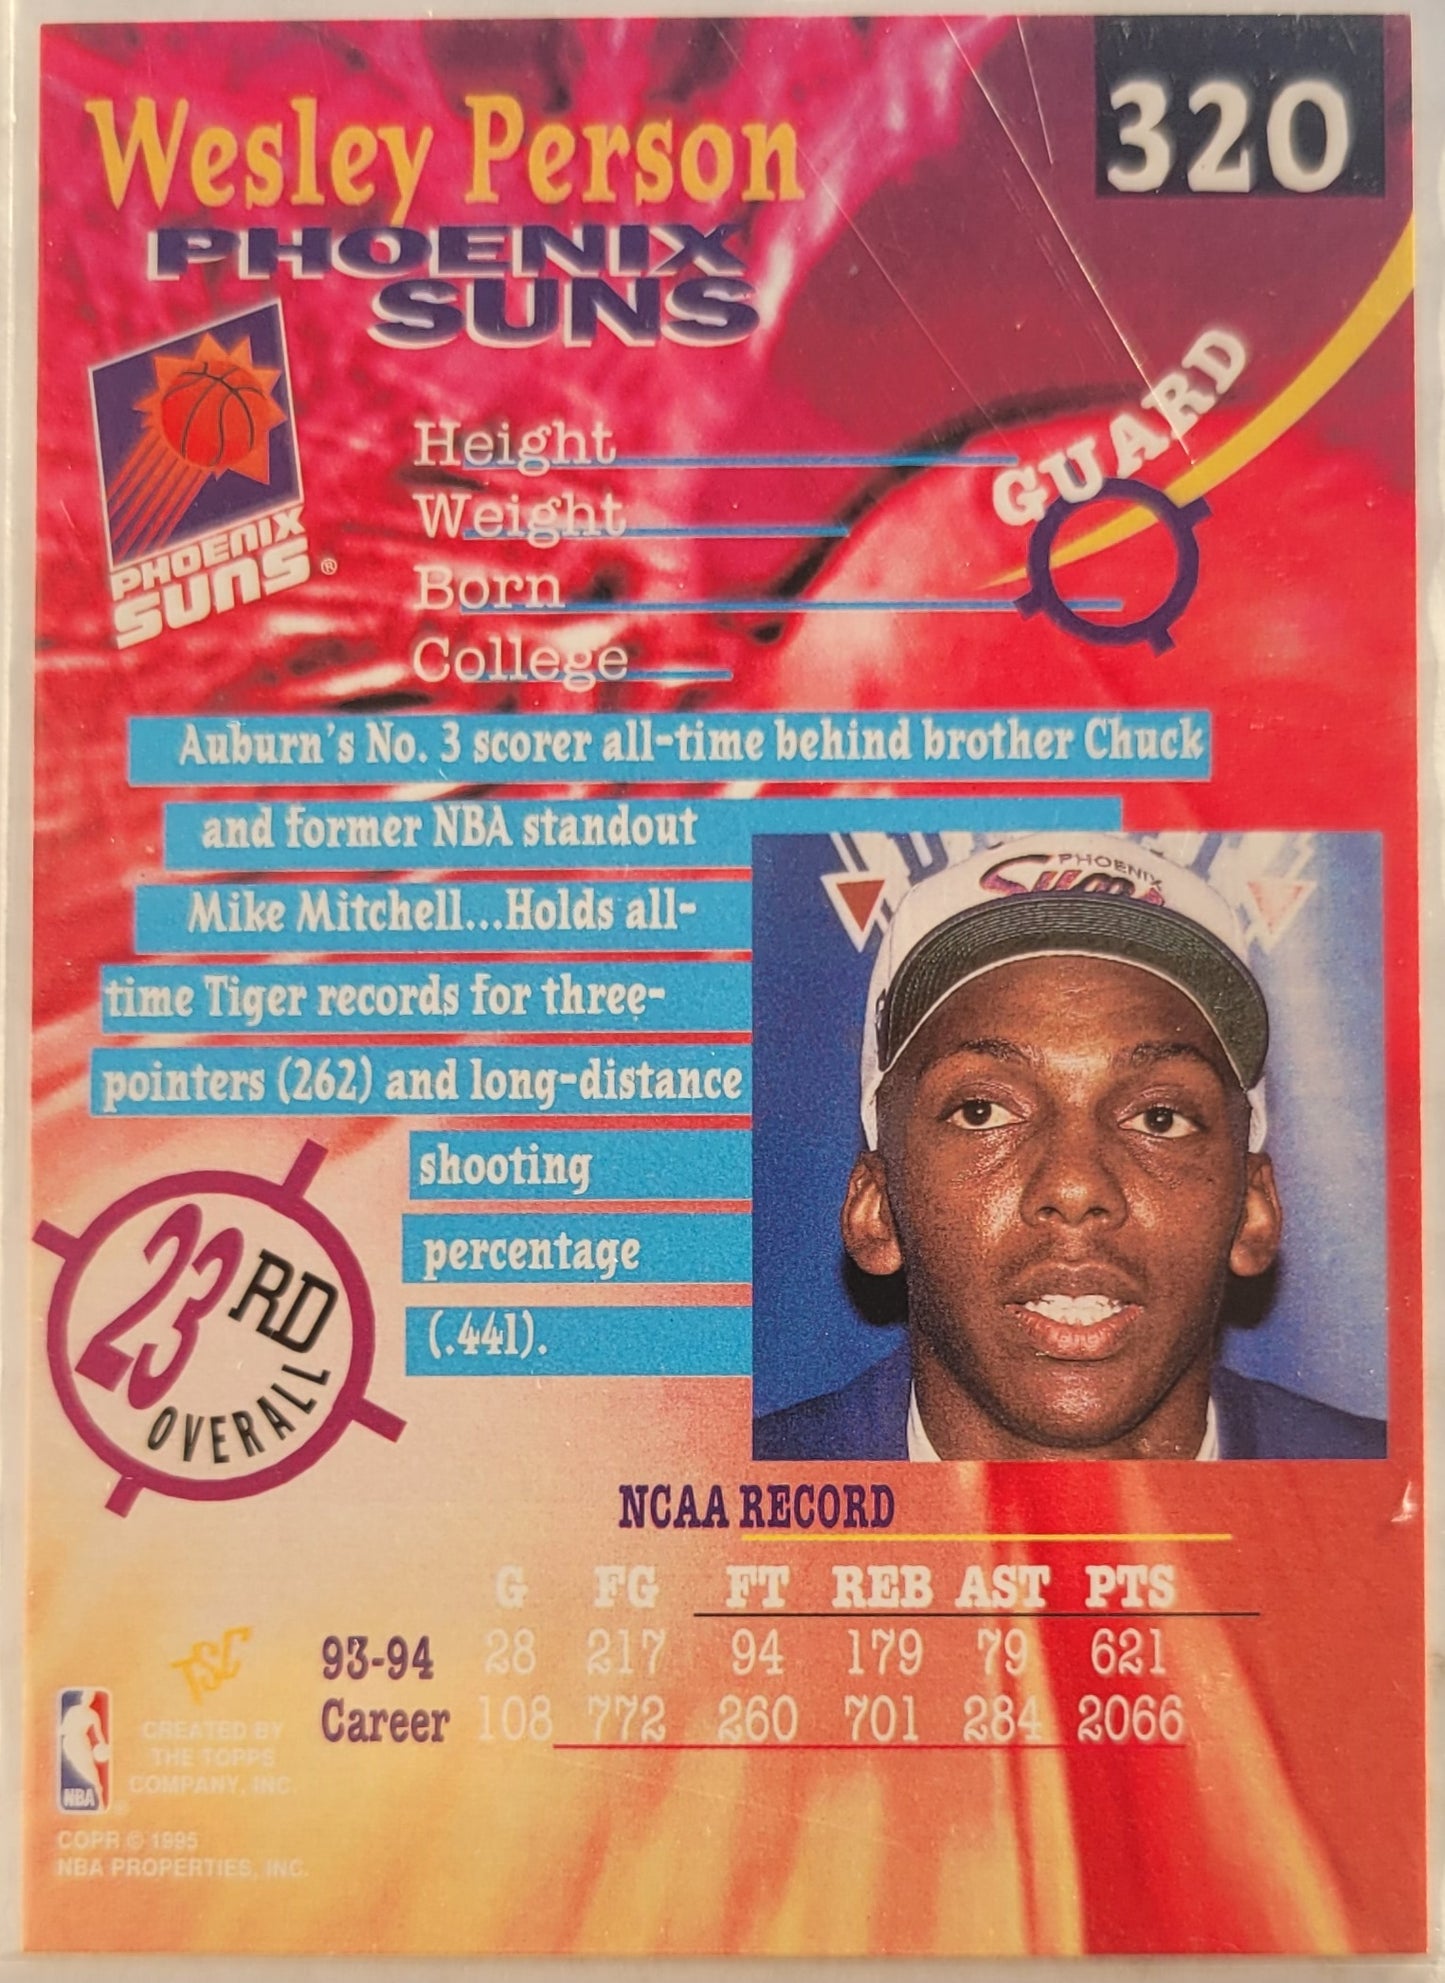 320
Wesley Person
PHOENIX
SUNS
GUARD
PHOENIX
SUNS®
Height
Weight
Born
College
Auburn's No. 3 scorer all-time behind brother Chuck
and former NBA standout
Mike Mitchell...Holds all-
time Tiger records for three-
pointers (262) and long-distance
shooting
percentage
(.441).
PHOENIX
Suns
23RD
OVERALL
NCAA RECORD
G FG FT REB AST PTS
93-94 28 217 94 179 79 621
Career 108 772 260 701 284 2066
TSC
CREATED BY
THE TOPPS
COMPANY, INC.
NBA
COPR © 1995
NBA PROPERTIES, INC.